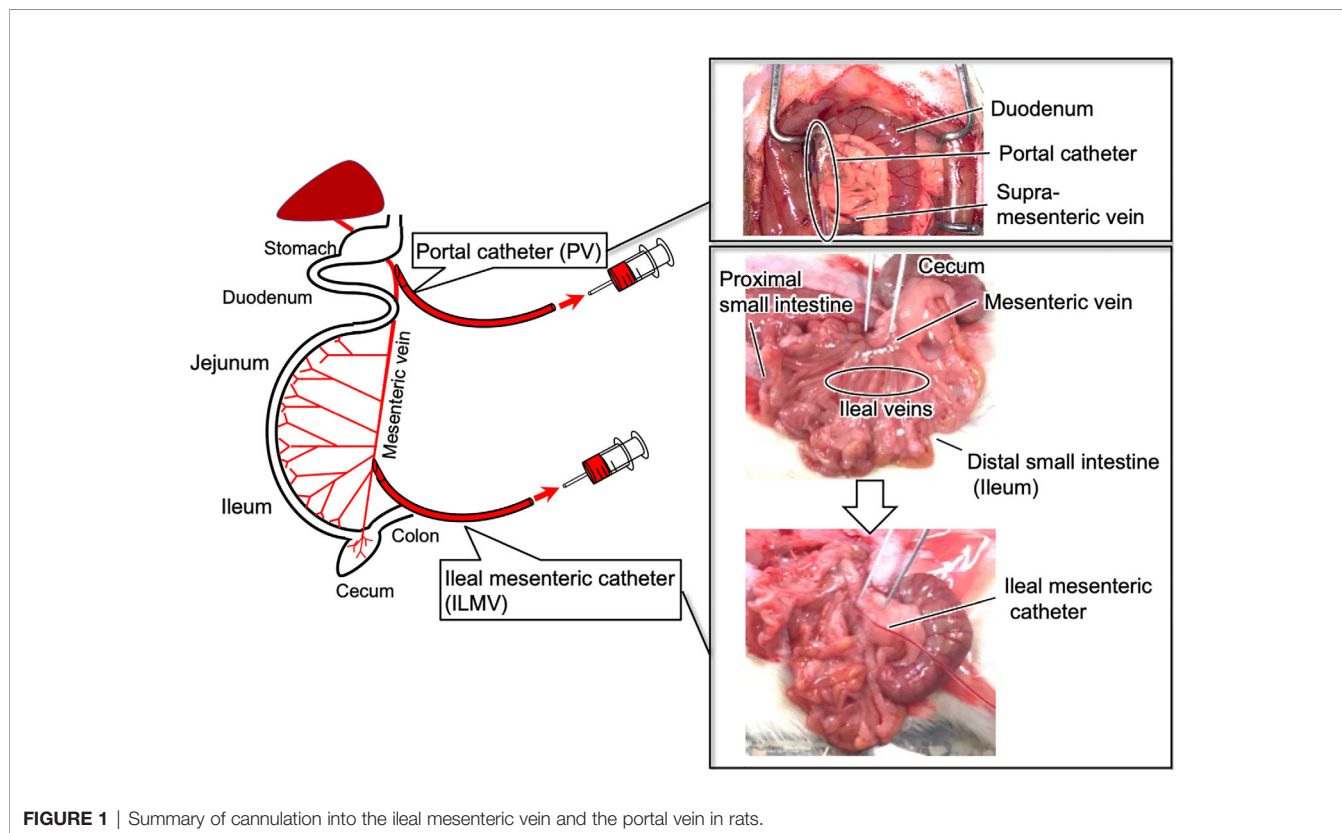 Stomach
Duodenum
Jejunum
Ileum
Cecum
Colon
Mesenteric vein
Portal catheter (PV)
Ileal mesenteric catheter
(ILMV)
Duodenum
Portal catheter
Supra-
mesenteric vein
Cecum
Proximal
small intestine
Mesenteric vein
Ileal veins
Distal small intestine
(Ileum)
Ileal mesenteric
catheter
FIGURE 1 | Summary of cannulation into the ileal mesenteric vein and the portal vein in rats.